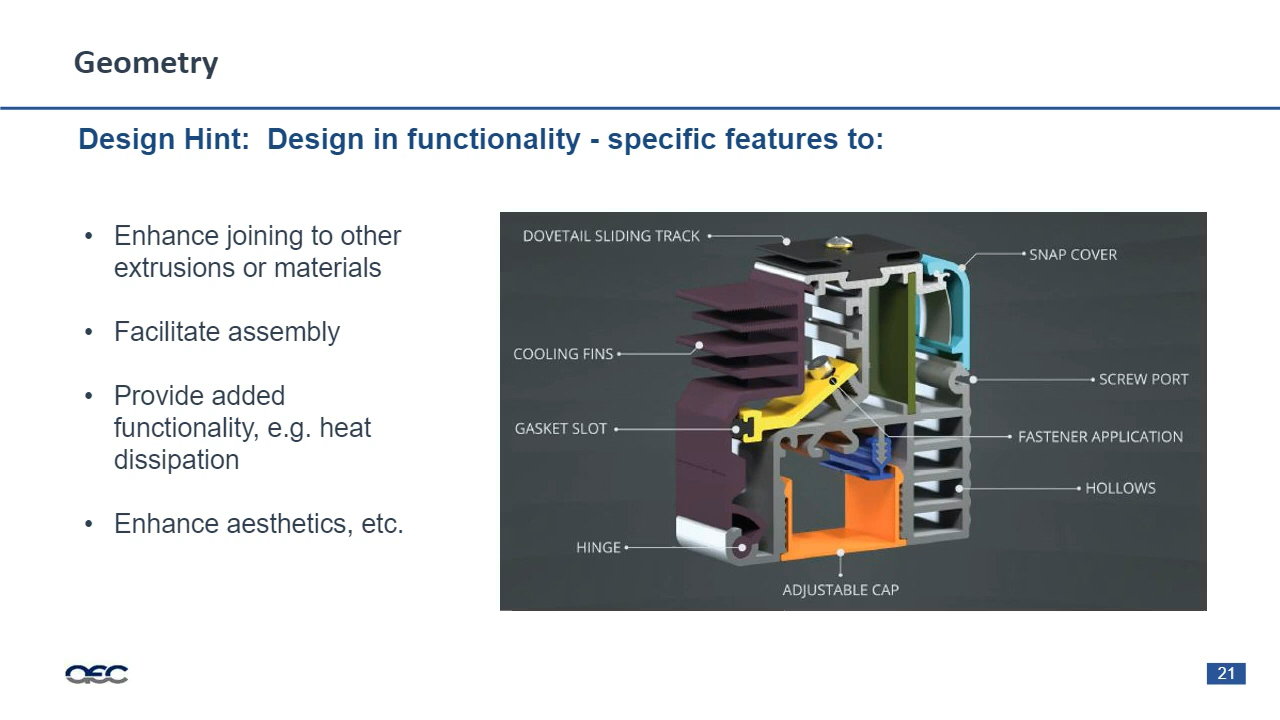 Geometry
Design Hint:  Design in functionality - specific features to:
• Enhance joining to other
extrusions or materials
• Facilitate assembly
• Provide added
functionality, e.g. heat
dissipation
• Enhance aesthetics, etc.
DOVETAIL SLIDING TRACK
SNAP COVER
COOLING FINS
SCREW PORT
GASKET SLOT
FASTENER APPLICATION
HOLLOWS
HINGE
ADJUSTABLE CAP
aec
21